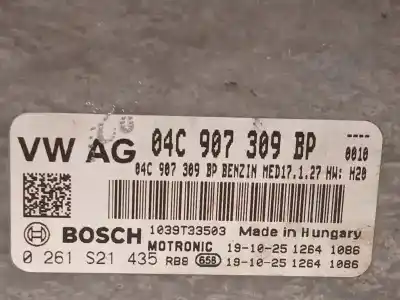 VW AG 04C 907 309 BP 0010
04C 907 309 BP BENZIN MED17.1.27 HW: H20
BOSCH 1039T33503 Made in Hungary
MOTRONIC 19-10-25 1264 1086
0 261 S21 435 RBB 658 19-10-25 1264 1086